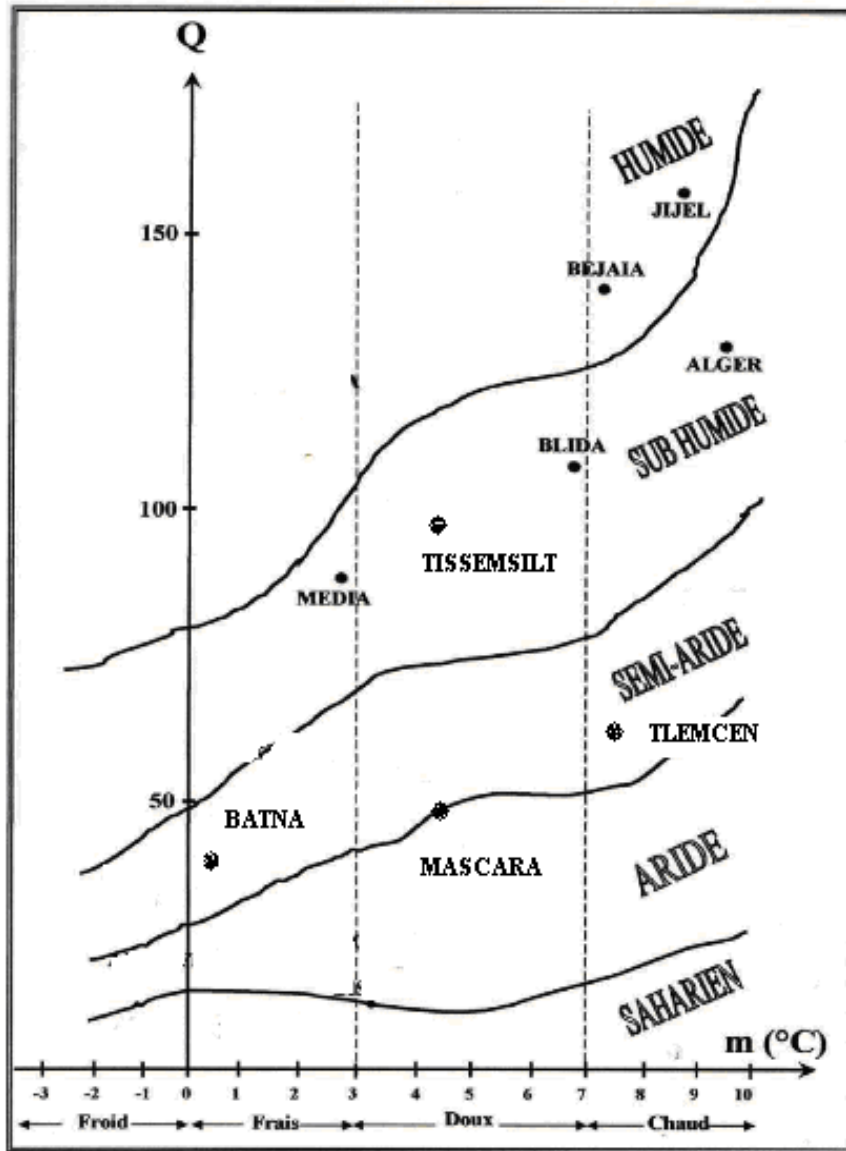 Q
HUMIDE
150
JIJEL
BEJAIA
ALGER
SUB HUMIDE
BLIDA
100
TISSEMSILT
MEDIA
SEMI-ARIDE
TLEMCEN
50
BATNA
MASCARA
ARIDE
SAHARIEN
m (°C)
-3 -2 -1 0 1 2 3 4 5 6 7 8 9 10
Froid Frais Doux Chaud